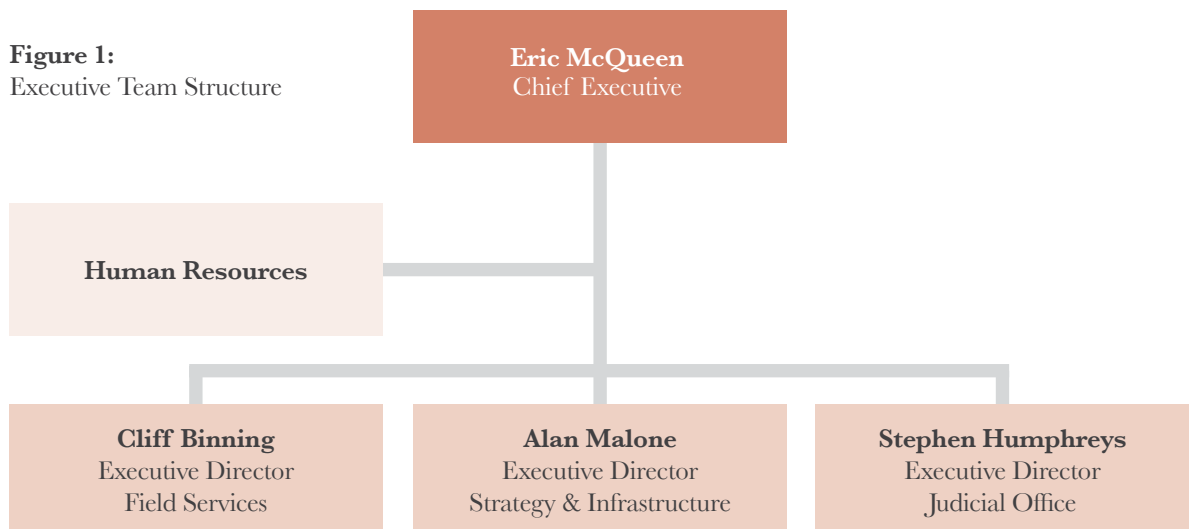 Figure 1:
Executive Team Structure
Eric McQueen
Chief Executive
Human Resources
Cliff Binning
Executive Director
Field Services
Alan Malone
Executive Director
Strategy & Infrastructure
Stephen Humphreys
Executive Director
Judicial Office